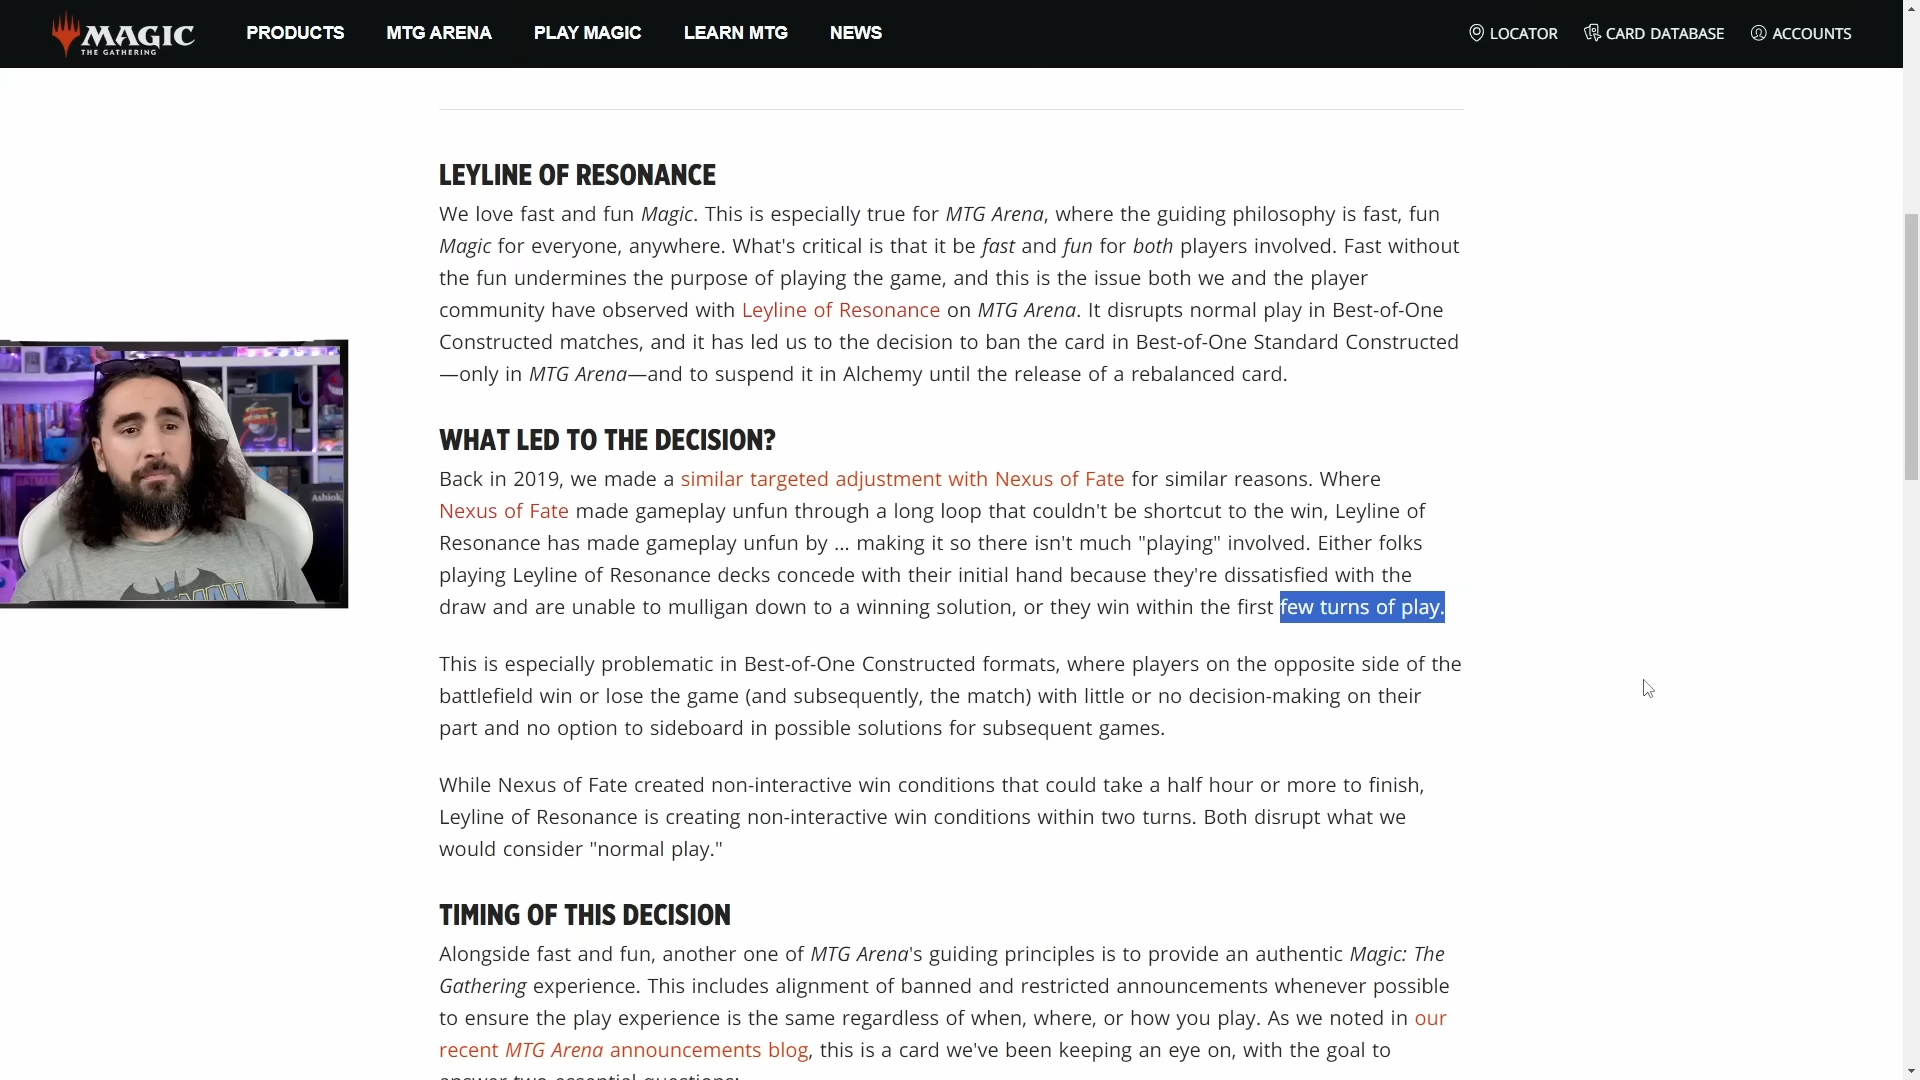 MAGIC
THE GATHERING
PRODUCTS
MTG ARENA
PLAY MAGIC
LEARN MTG
NEWS
LOCATOR
CARD DATABASE
ACCOUNTS
LEYLINE OF RESONANCE
We love fast and fun Magic. This is especially true for MTG Arena, where the guiding philosophy is fast, fun
Magic for everyone, anywhere. What's critical is that it be fast and fun for both players involved. Fast without
the fun undermines the purpose of playing the game, and this is the issue both we and the player
community have observed with Leyline of Resonance on MTG Arena. It disrupts normal play in Best-of-One
Constructed matches, and it has led us to the decision to ban the card in Best-of-One Standard Constructed
—only in MTG Arena—and to suspend it in Alchemy until the release of a rebalanced card.
WHAT LED TO THE DECISION?
Back in 2019, we made a similar targeted adjustment with Nexus of Fate for similar reasons. Where
Nexus of Fate made gameplay unfun through a long loop that couldn't be shortcut to the win, Leyline of
Resonance has made gameplay unfun by ... making it so there isn't much "playing" involved. Either folks
playing Leyline of Resonance decks concede with their initial hand because they're dissatisfied with the
draw and are unable to mulligan down to a winning solution, or they win within the first few turns of play.
Ashiok,
This is especially problematic in Best-of-One Constructed formats, where players on the opposite side of the
battlefield win or lose the game (and subsequently, the match) with little or no decision-making on their
part and no option to sideboard in possible solutions for subsequent games.
While Nexus of Fate created non-interactive win conditions that could take a half hour or more to finish,
Leyline of Resonance is creating non-interactive win conditions within two turns. Both disrupt what we
would consider "normal play."
TIMING OF THIS DECISION
Alongside fast and fun, another one of MTG Arena's guiding principles is to provide an authentic Magic: The
Gathering experience. This includes alignment of banned and restricted announcements whenever possible
to ensure the play experience is the same regardless of when, where, or how you play. As we noted in our
recent MTG Arena announcements blog, this is a card we've been keeping an eye on, with the goal to
answer two essential questions: